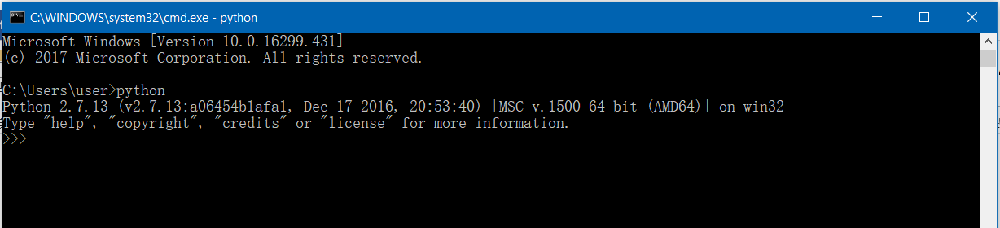 C:\WINDOWS\system32\cmd.exe - python
Microsoft Windows [Version 10.0.16299.431]
(c) 2017 Microsoft Corporation. All rights reserved.
C:\Users\user>python
Python 2.7.13 (v2.7.13:a06454b1afa1, Dec 17 2016, 20:53:40) [MSC v.1500 64 bit (AMD64)] on win32
Type "help", "copyright", "credits" or "license" for more information.
>>>